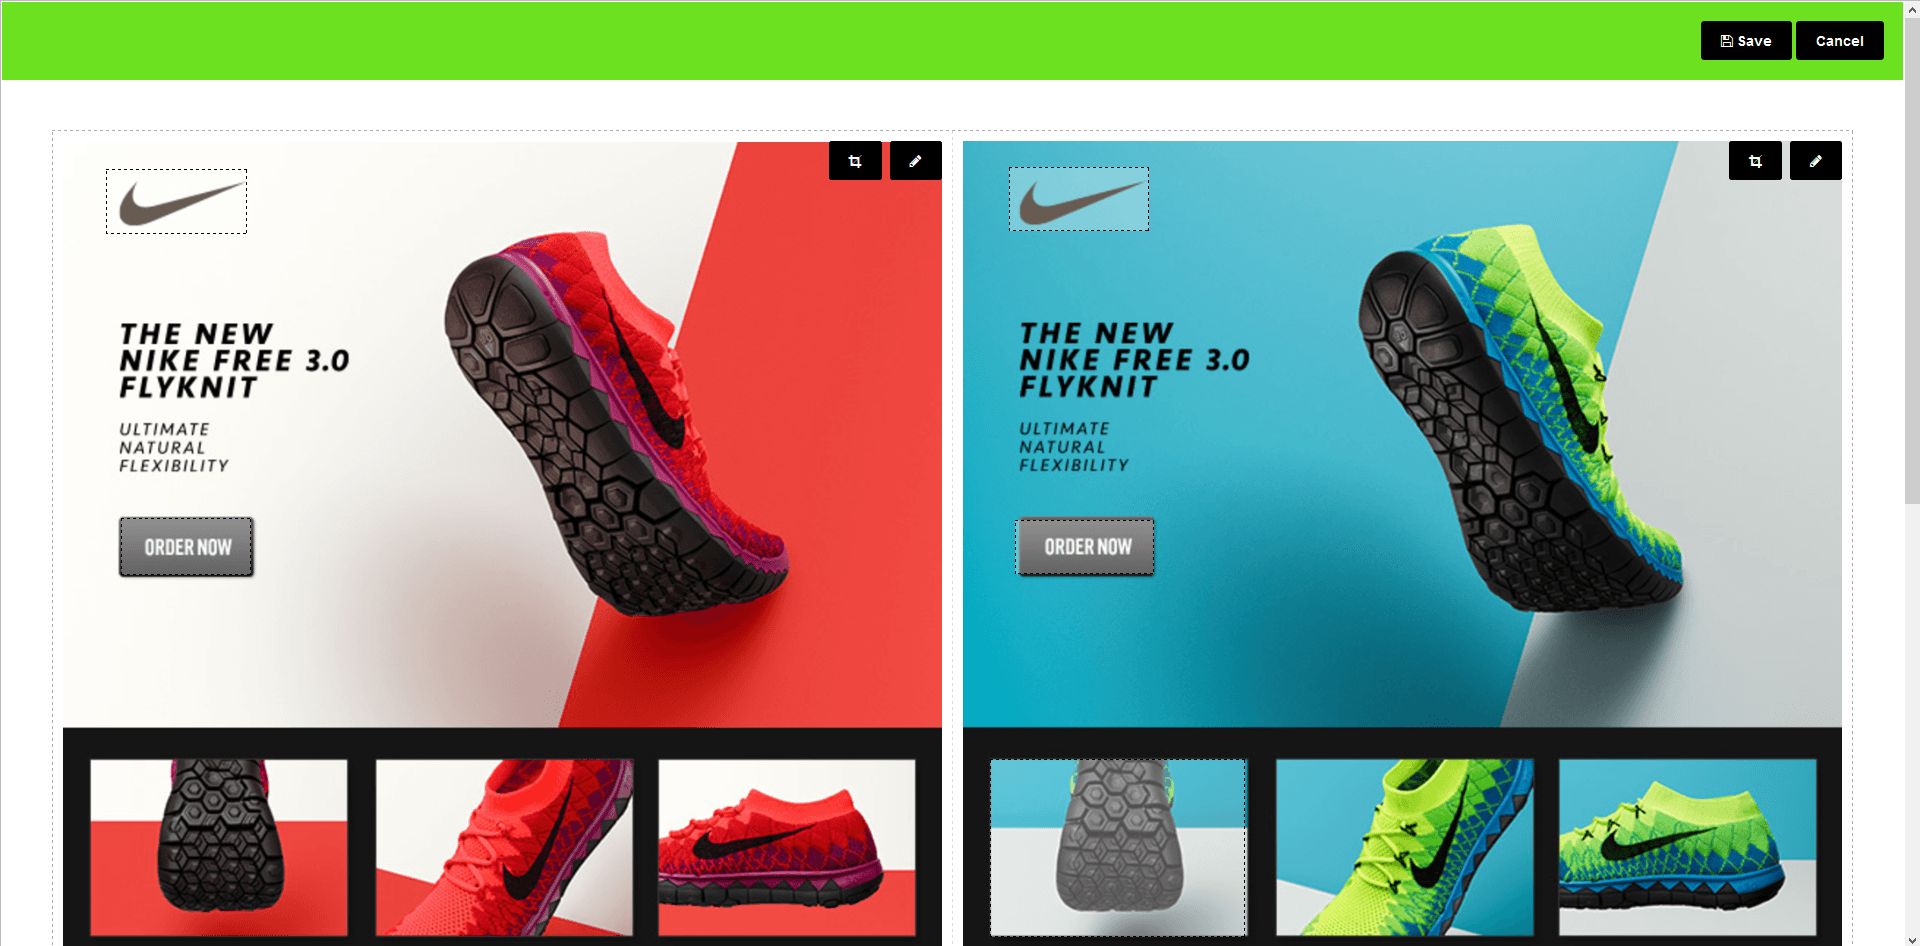 Save
Cancel
THE NEW
NIKE FREE 3.0
FLYKNIT
ULTIMATE
NATURAL
FLEXIBILITY
ORDER NOW
THE NEW
NIKE FREE 3.0
FLYKNIT
ULTIMATE
NATURAL
FLEXIBILITY
ORDER NOW